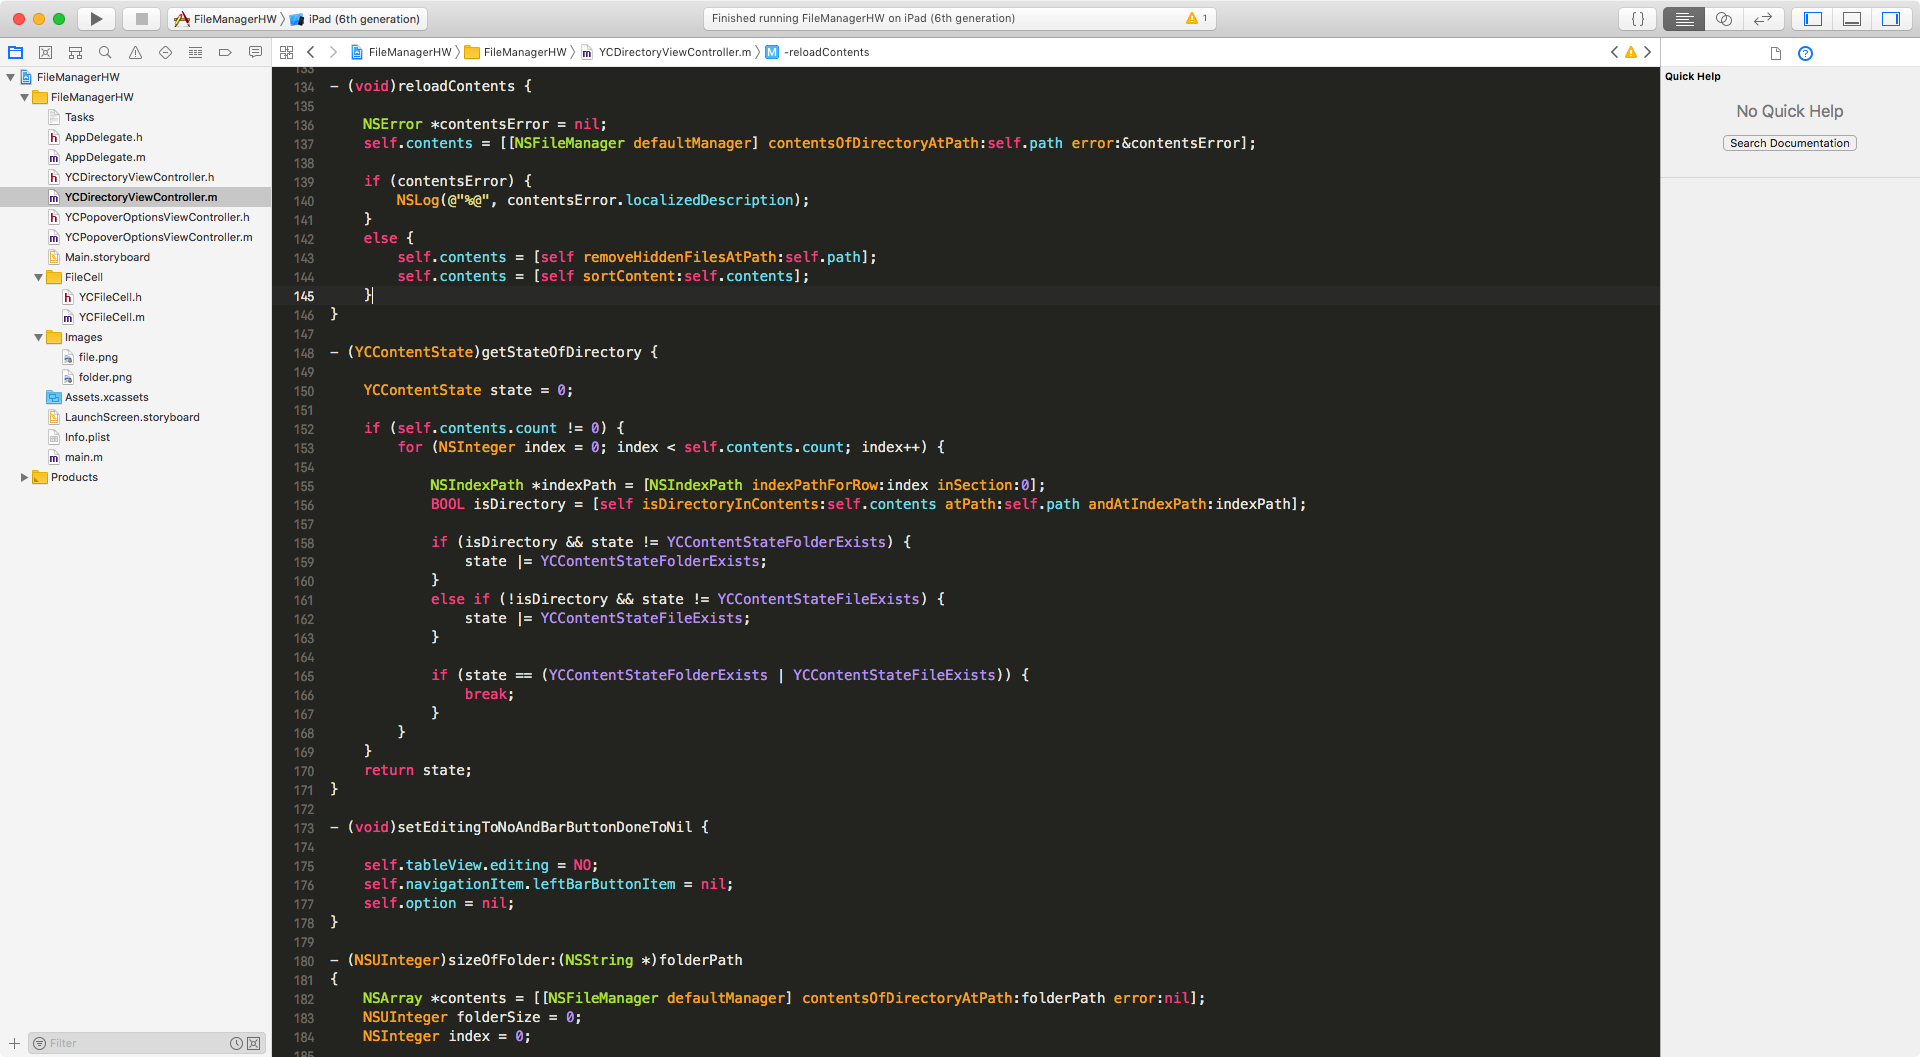 FileManagerHW iPad (6th generation)
Finished running FileManagerHW on iPad (6th generation) 1
FileManagerHW FileManagerHW YCDirectoryViewController.m M -reloadContents
FileManagerHW
FileManagerHW
Tasks
h AppDelegate.h
m AppDelegate.m
h YCDirectoryViewController.h
m YCDirectoryViewController.m
h YCPopoverOptionsViewController.h
m YCPopoverOptionsViewController.m
Main.storyboard
FileCell
h YCFileCell.h
m YCFileCell.m
Images
file.png
folder.png
Assets.xcassets
LaunchScreen.storyboard
Info.plist
m main.m
Products
Filter
133
134 - (void)reloadContents {
135
136 NSError *contentsError = nil;
137 self.contents = [[NSFileManager defaultManager] contentsOfDirectoryAtPath:self.path error:&contentsError];
138
139 if (contentsError) {
140 NSLog(@"%@", contentsError.localizedDescription);
141 }
142 else {
143 self.contents = [self removeHiddenFilesAtPath:self.path];
144 self.contents = [self sortContent:self.contents];
145 }
146 }
147
148 - (YCContentState)getStateOfDirectory {
149
150 YCContentState state = 0;
151
152 if (self.contents.count != 0) {
153 for (NSInteger index = 0; index < self.contents.count; index++) {
154
155 NSIndexPath *indexPath = [NSIndexPath indexPathForRow:index inSection:0];
156 BOOL isDirectory = [self isDirectoryInContents:self.contents atPath:self.path andAtIndexPath:indexPath];
157
158 if (isDirectory && state != YCContentStateFolderExists) {
159 state |= YCContentStateFolderExists;
160 }
161 else if (!isDirectory && state != YCContentStateFileExists) {
162 state |= YCContentStateFileExists;
163 }
164
165 if (state == (YCContentStateFolderExists | YCContentStateFileExists)) {
166 break;
167 }
168 }
169 }
170 return state;
171 }
172
173 - (void)setEditingToNoAndBarButtonDoneToNil {
174
175 self.tableView.editing = NO;
176 self.navigationItem.leftBarButtonItem = nil;
177 self.option = nil;
178 }
179
180 - (NSUInteger)sizeOfFolder:(NSString *)folderPath
181 {
182 NSArray *contents = [[NSFileManager defaultManager] contentsOfDirectoryAtPath:folderPath error:nil];
183 NSUInteger folderSize = 0;
184 NSInteger index = 0;
185
Quick Help
No Quick Help
Search Documentation